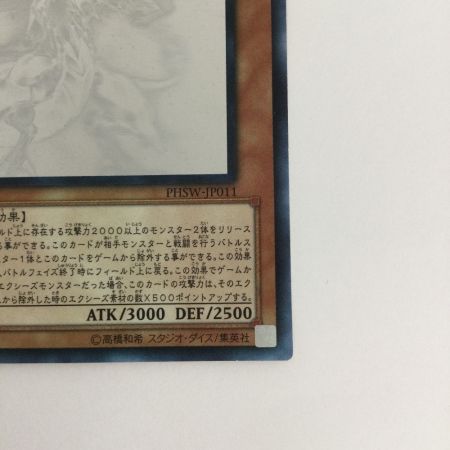 PHSW-JP011
効果】
ルド上に存在する攻撃力2000以上のモンスター2体をリリース
る事ができる。このカードが相手モンスターと戦闘を行うバトルス
スター1体とこのカードをゲームから除外する事ができる。この効果
、バトルフェイズ終了時にフィールド上に戻る。この効果でゲームか
エクシーズモンスターだった場合、このカードの攻撃力は、そのエク
ムから除外した時のエクシーズ素材の数×500ポイントアップする。
ATK/3000 DEF/2500
©高橋和希 スタジオ・ダイス/集英社